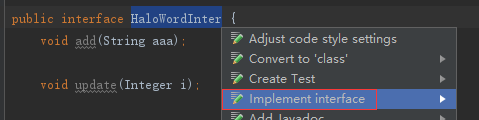 public interface HaloWordInter {
void add(String aaa);
void update(Integer i);
Adjust code style settings
Convert to 'class'
Create Test
Implement interface
Add Javadoc